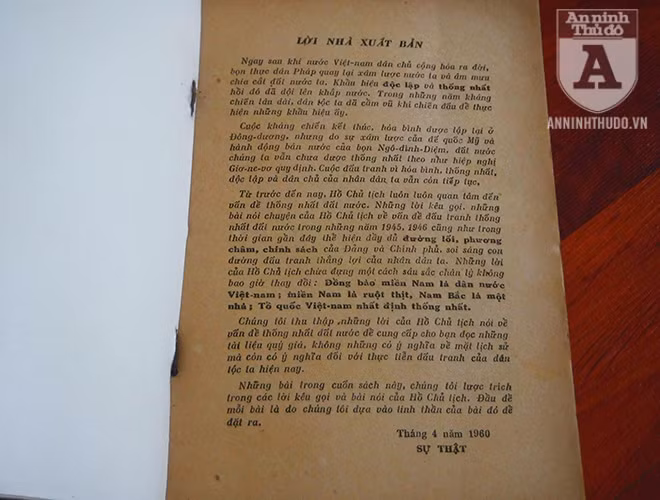 An ninh
Thủ đô
A
ANNINHTHUDO.VN
LỜI NHÀ XUẤT BẢN
Ngay sau khi nước Việt-nam dân chủ cộng hòa ra đời,
bọn thực dân Pháp quay lại xâm lược nước ta và âm mưu
chia cắt đất nước ta. Khẩu hiệu độc lập và thống nhất
hồi đó đã dội lên khắp nước. Trong những năm kháng
chiến lâu dài, dân tộc ta đã cầm vũ khí chiến đấu để thực
hiện những khẩu hiệu ấy.
Cuộc kháng chiến kết thúc, hòa bình được lập lại ở
Đông-dương, nhưng do sự xâm lược của đế quốc Mỹ và
hành động bán nước của bọn Ngô-đình-Diệm, đất nước
chúng ta vẫn chưa được thống nhất theo như hiệp nghị
Giơ-ne-vơ quy định. Cuộc đấu tranh vì hòa bình, thống nhất,
độc lập và dân chủ của nhân dân ta vẫn còn tiếp tục.
Từ trước đến nay, Hồ Chủ tịch luôn luôn quan tâm đến
vấn đề thống nhất đất nước. Những lời kêu gọi, những
bài nói chuyện của Hồ Chủ tịch về vấn đề đấu tranh thống
nhất đất nước trong những năm 1945, 1946 cũng như trong
thời gian gần đây thể hiện đầy đủ đường lối, phương
châm, chính sách của Đảng và Chính phủ, soi sáng con
đường đấu tranh thắng lợi của nhân dân ta. Những lời
của Hồ Chủ tịch chứa đựng một cách sâu sắc chân lý không
bao giờ thay đổi : Đồng bào miền Nam là dân nước
Việt-nam ; miền Nam là ruột thịt, Nam Bắc là một
nhà ; Tổ quốc Việt-nam nhất định thống nhất.
Chúng tôi thu thập những lời của Hồ Chủ tịch nói về
vấn đề thống nhất đất nước để cung cấp cho bạn đọc những
tài liệu quý giá, không những có ý nghĩa về mặt lịch sử
mà còn có ý nghĩa đối với thực tiễn đấu tranh của dân
tộc ta hiện nay.
Những bài trong cuốn sách này, chúng tôi lược trích
trong các lời kêu gọi và bài nói của Hồ Chủ tịch. Đầu đề
mỗi bài là do chúng tôi dựa vào tinh thần của bài đó để
đặt ra.
Tháng 4 năm 1960
SỰ THẬT